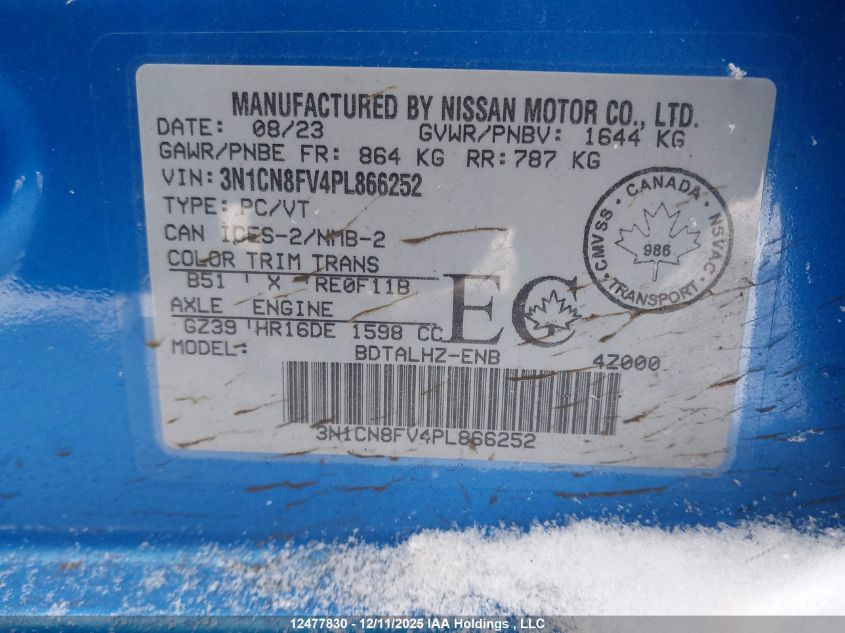 MANUFACTURED BY NISSAN MOTOR CO., LTD.
DATE: 08/23 GVWR/PNBV: 1644 KG
GAWR/PNBE FR: 864 KG RR: 787 KG
VIN: 3N1CN8FV4PL866252
TYPE: PC/VT
CAN ICES-2/NMB-2
COLOR TRIM TRANS
B51 X RE0F11B
AXLE ENGINE
GZ39 HR16DE 1598 CC
EC
MODEL: BDTALHZ-ENB 4Z000
3N1CN8FV4PL866252
CMVSS CANADA NSVAC
986
TRANSPORT
12477830 - 12/11/2025 IAA Holdings, LLC